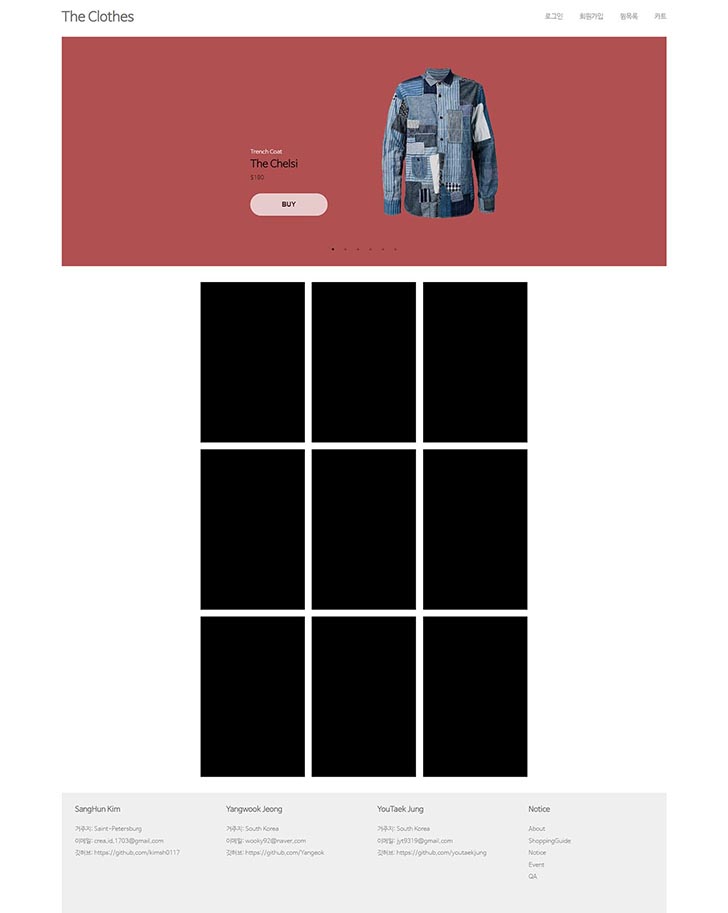 The Clothes
로그인 회원가입 찜목록 카트
Trench Coat
The Chelsi
$180
BUY
SangHun Kim
거주지: Saint-Petersburg
이메일: crea.id.1703@gmail.com
깃허브: https://github.com/kimsh0117
Yangwook Jeong
거주지: South Korea
이메일: wooky92@naver.com
깃허브: https://github.com/Yangeok
YouTaek Jung
거주지: South Korea
이메일: jyt9319@gmail.com
깃허브: https://github.com/youtaekjung
Notice
About
ShoppingGuide
Notice
Event
QA